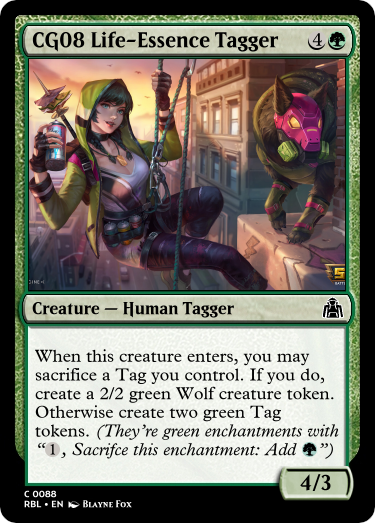 CG08 Life-Essence Tagger 4
Creature — Human Tagger
When this creature enters, you may
sacrifice a Tag you control. If you do,
create a 2/2 green Wolf creature token.
Otherwise create two green Tag
tokens. (They're green enchantments with
"1, Sacrifce this enchantment: Add ")
4/3
C 0088
RBL • EN Blayne Fox